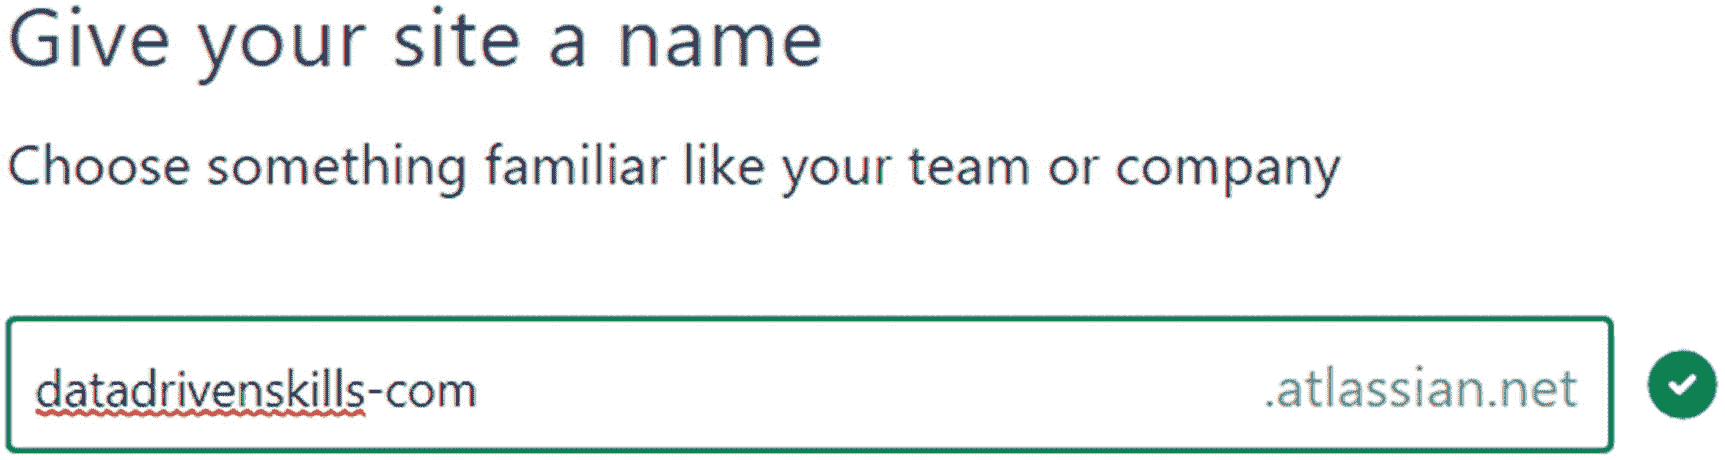 Give your site a name
Choose something familiar like your team or company
datadrivenskills-com .atlassian.net